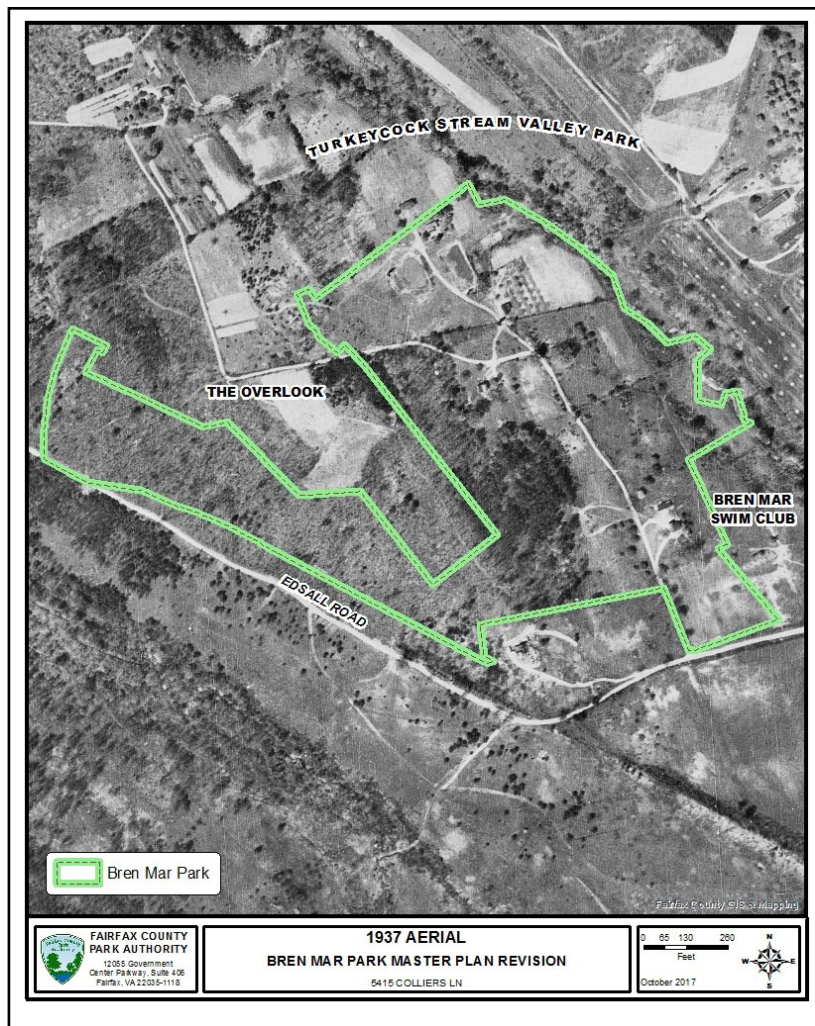 TURKEYCOCK STREAM VALLEY PARK
THE OVERLOOK
BREN MAR
SWIM CLUB
EDSALL ROAD
Bren Mar Park
Fairfax County GIS & Mapping
FAIRFAX COUNTY
PARK AUTHORITY
12055 Government
Center Parkway, Suite 406
Fairfax, VA 22035-1118
1937 AERIAL
BREN MAR PARK MASTER PLAN REVISION
5415 COLLIERS LN
0 65 130 260
Feet
October 2017
N
W E
S